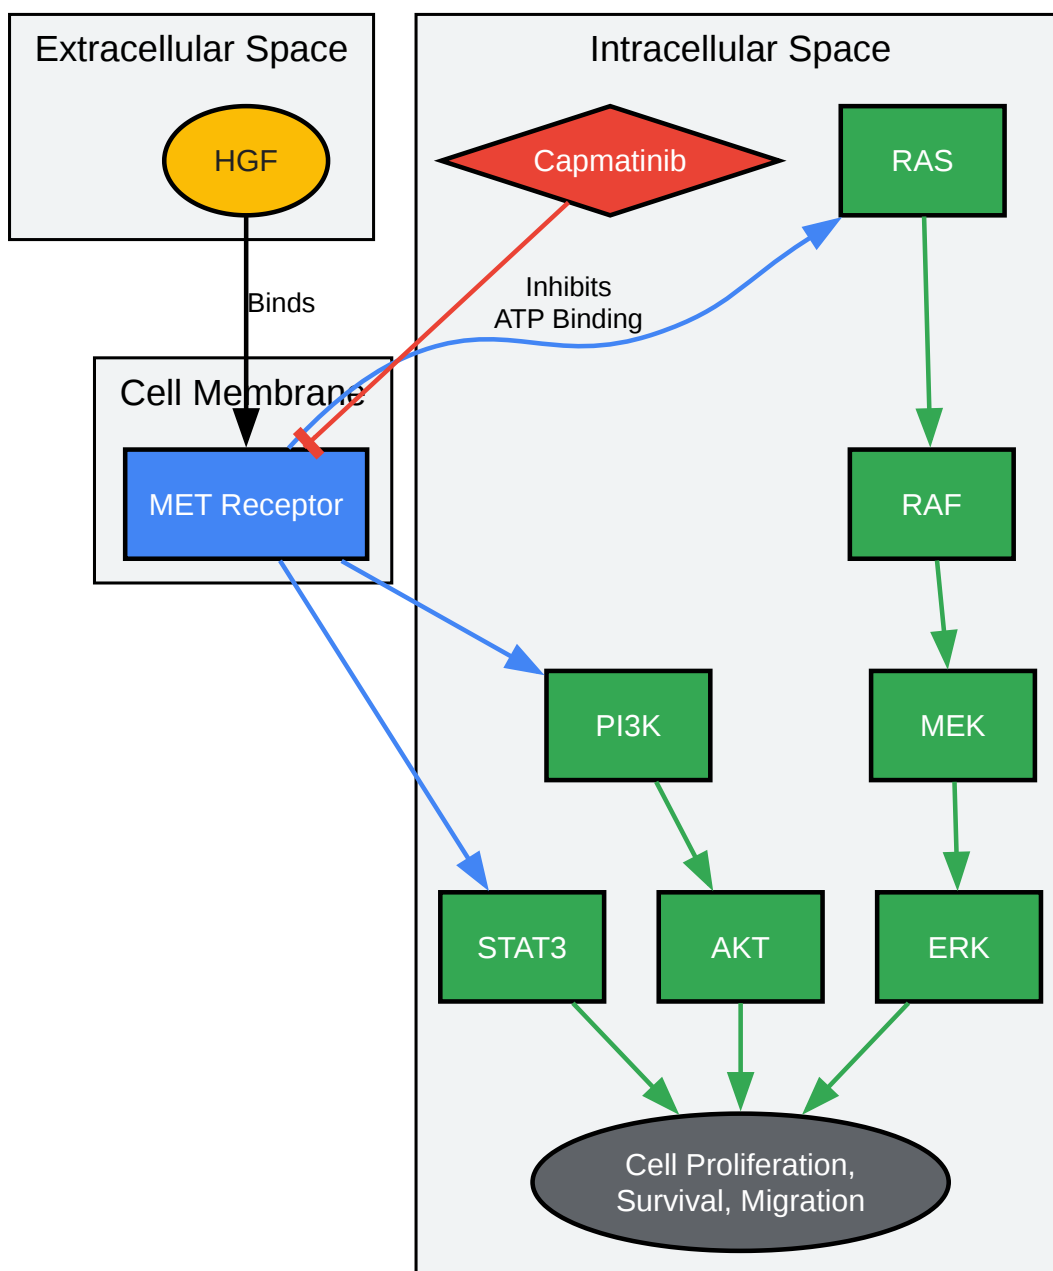 Extracellular Space
Intracellular Space
HGF
Capmatinib
RAS
Binds
Inhibits
ATP Binding
Cell Membrane
MET Receptor
RAF
PI3K
MEK
STAT3
AKT
ERK
Cell Proliferation,
Survival, Migration